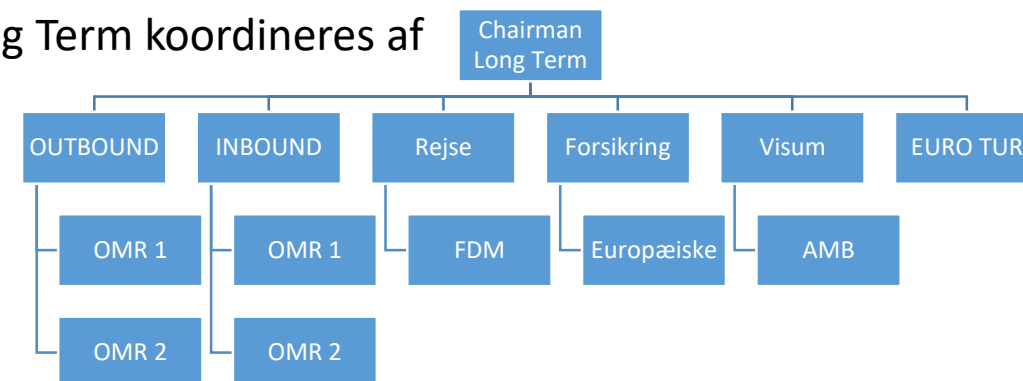 g Term koordineres af
Chairman
Long Term
OUTBOUND
INBOUND
Rejse
Forsikring
Visum
EURO TUR
OMR 1
OMR 1
FDM
Europæiske
AMB
OMR 2
OMR 2